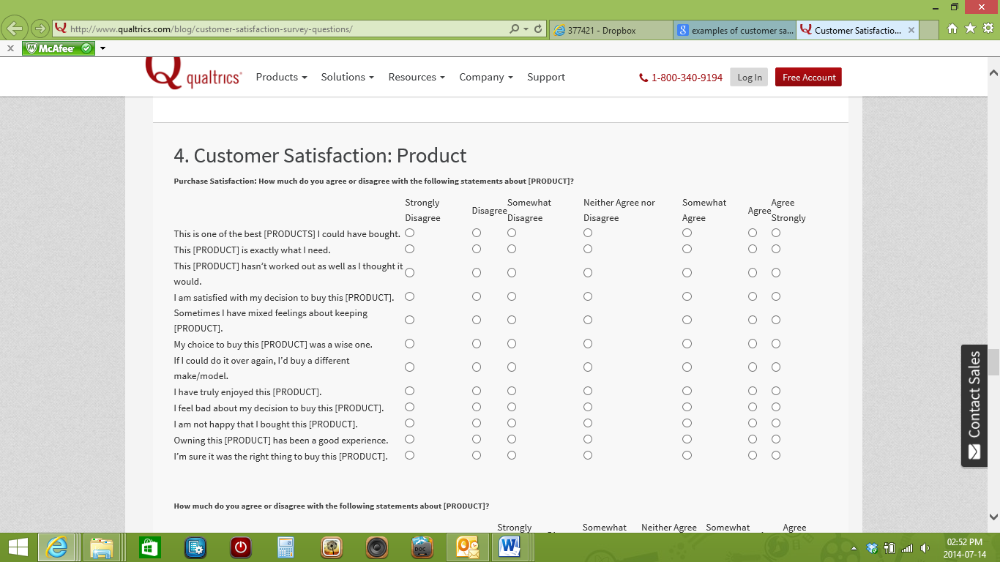 http://www.qualtrics.com/blog/customer-satisfaction-survey-questions/
377421 - Dropbox
examples of customer sa...
Customer Satisfactio...
x McAfee
Q qualtrics Products Solutions Resources Company Support 1-800-340-9194 Log In Free Account
4. Customer Satisfaction: Product
Purchase Satisfaction: How much do you agree or disagree with the following statements about [PRODUCT]?
Strongly Disagree Disagree Somewhat Disagree Neither Agree nor Disagree Somewhat Agree Agree Agree Strongly
This is one of the best [PRODUCTS] I could have bought.
This [PRODUCT] is exactly what I need.
This [PRODUCT] hasn’t worked out as well as I thought it
would.
I am satisfied with my decision to buy this [PRODUCT].
Sometimes I have mixed feelings about keeping
[PRODUCT].
My choice to buy this [PRODUCT] was a wise one.
If I could do it over again, I’d buy a different
make/model.
I have truly enjoyed this [PRODUCT].
I feel bad about my decision to buy this [PRODUCT].
I am not happy that I bought this [PRODUCT].
Owning this [PRODUCT] has been a good experience.
I’m sure it was the right thing to buy this [PRODUCT].
Contact Sales
How much do you agree or disagree with the following statements about [PRODUCT]?
Strongly Somewhat Neither Agree Somewhat Agree
DOC
02:52 PM
2014-07-14